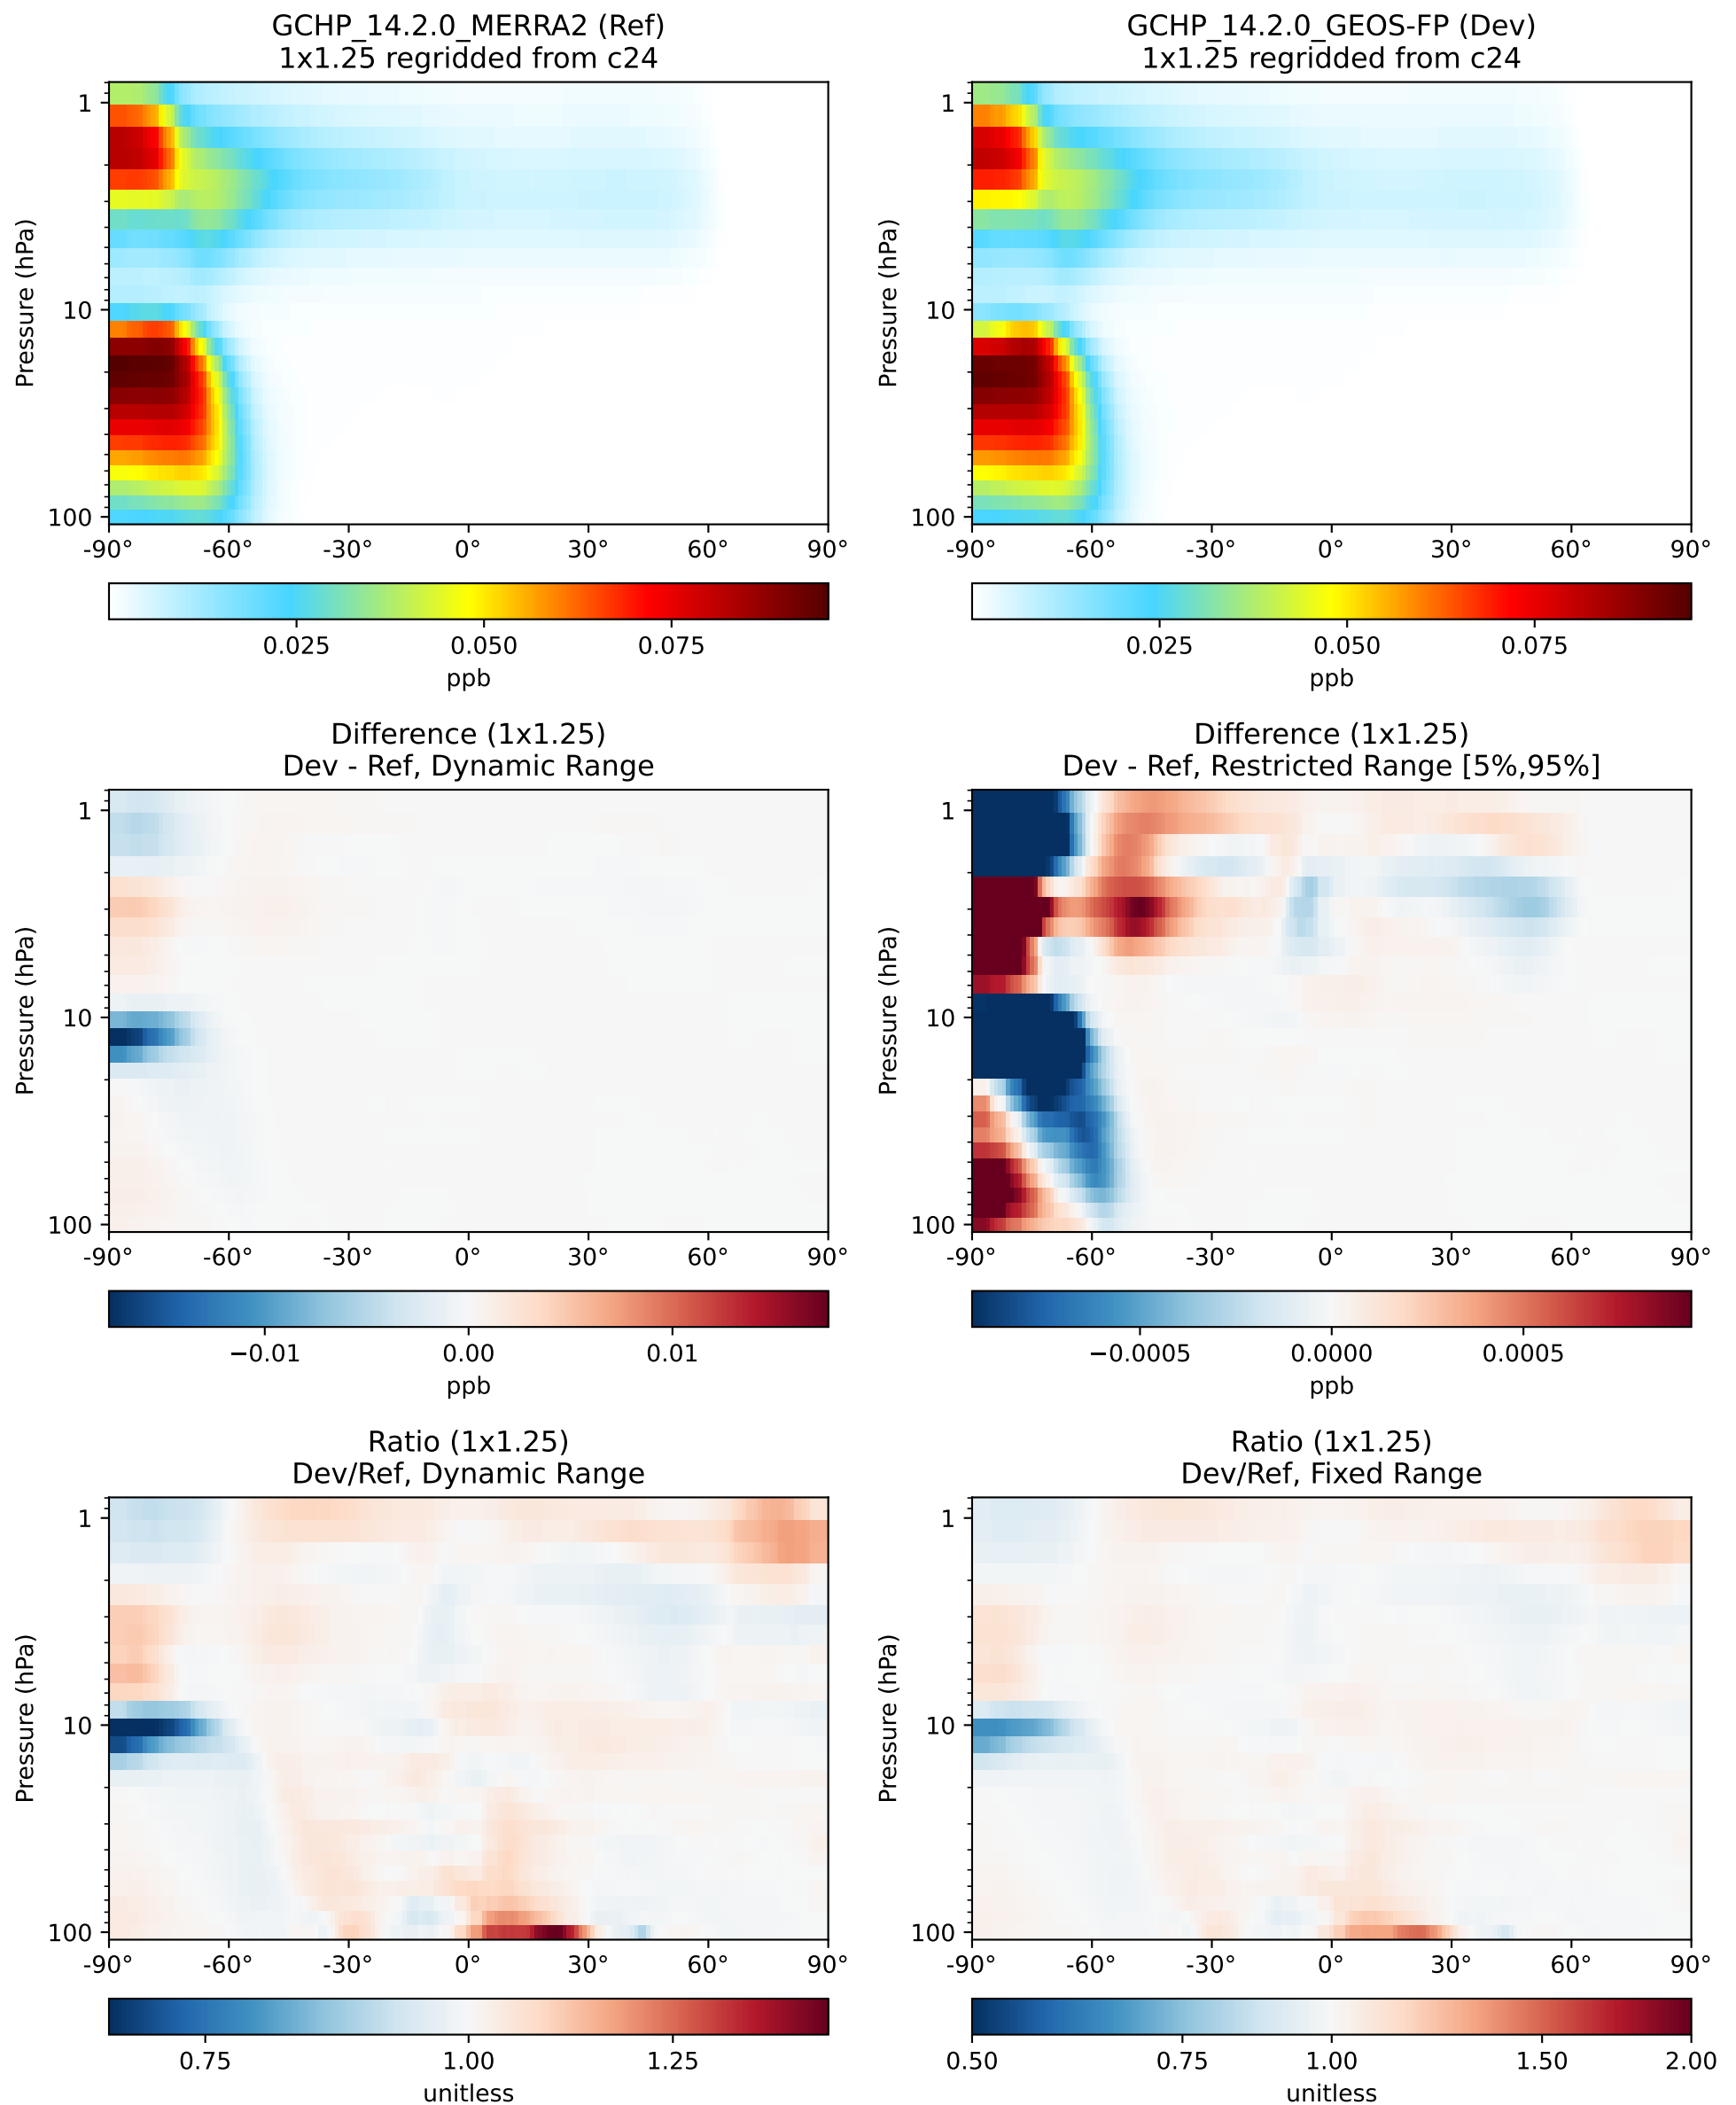 GCHP_14.2.0_MERRA2 (Ref)
1x1.25 regridded from c24
Pressure (hPa)
1
10
100
-90° -60° -30° 0° 30° 60° 90°
0.025 0.050 0.075
ppb
GCHP_14.2.0_GEOS-FP (Dev)
1x1.25 regridded from c24
Pressure (hPa)
1
10
100
-90° -60° -30° 0° 30° 60° 90°
0.025 0.050 0.075
ppb
Difference (1x1.25)
Dev - Ref, Dynamic Range
Pressure (hPa)
1
10
100
-90° -60° -30° 0° 30° 60° 90°
−0.01 0.00 0.01
ppb
Difference (1x1.25)
Dev - Ref, Restricted Range [5%,95%]
Pressure (hPa)
1
10
100
-90° -60° -30° 0° 30° 60° 90°
−0.0005 0.0000 0.0005
ppb
Ratio (1x1.25)
Dev/Ref, Dynamic Range
Pressure (hPa)
1
10
100
-90° -60° -30° 0° 30° 60° 90°
0.75 1.00 1.25
unitless
Ratio (1x1.25)
Dev/Ref, Fixed Range
Pressure (hPa)
1
10
100
-90° -60° -30° 0° 30° 60° 90°
0.50 0.75 1.00 1.50 2.00
unitless